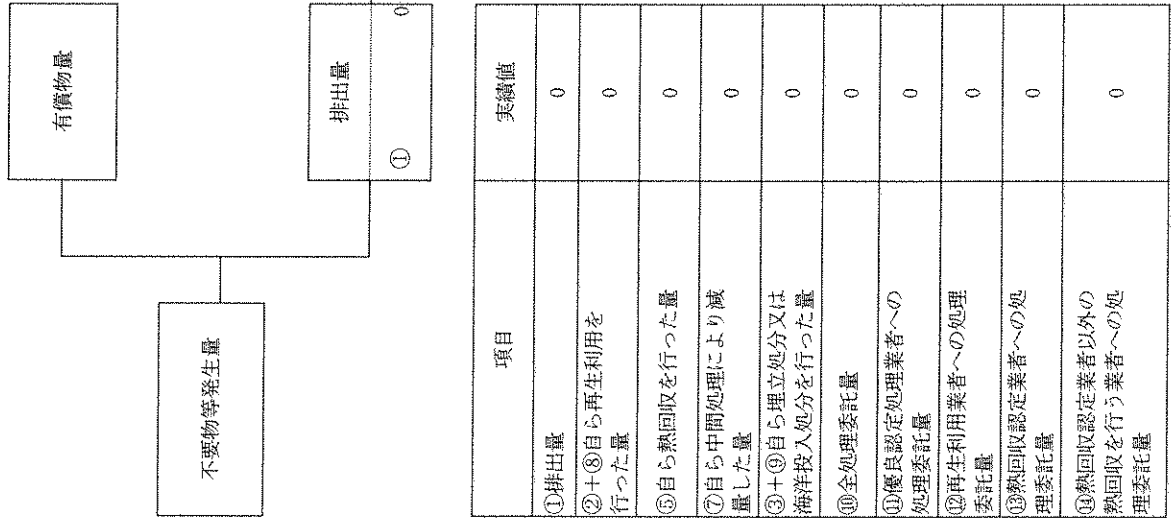 不要物等発生量
有償物量
排出量
① 0
項目 実績値
①排出量 0
②+⑧自ら再生利用を
行った量 0
⑤自ら熱回収を行った量 0
⑦自ら中間処理により減
量した量 0
③+⑨自ら埋立処分又は
海洋投入処分を行った量 0
⑩全処理委託量 0
⑪優良認定処理業者への
処理委託量 0
⑫再生利用業者への処理
委託量 0
⑬熱回収認定業者への処
理委託量 0
⑭熱回収認定業者以外の
熱回収を行う業者への処
理委託量 0